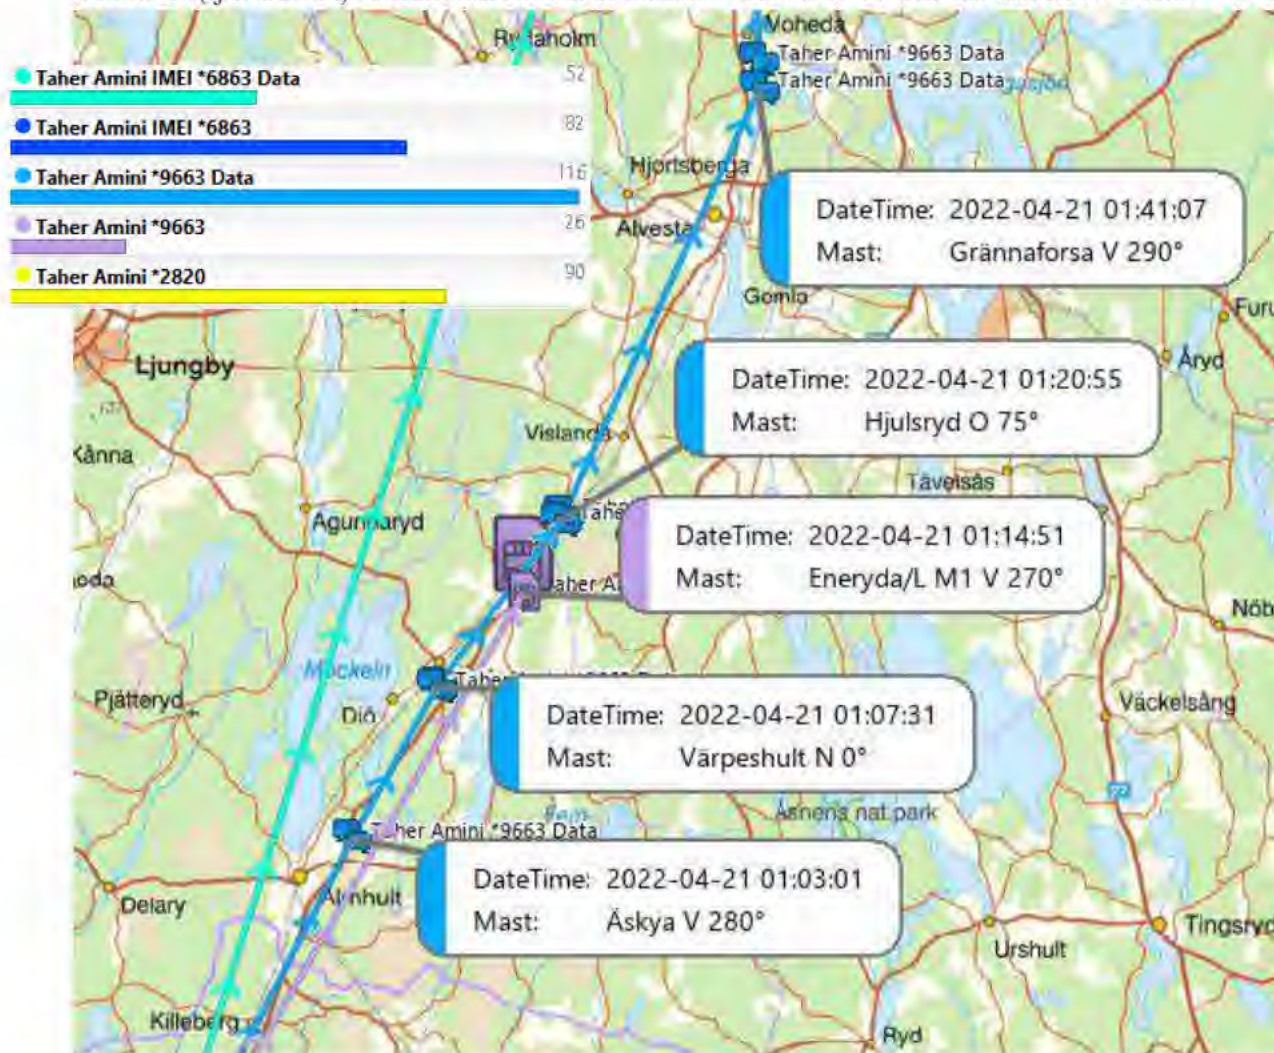 Voheda
Taher Amini *9663 Data
Taher Amini *9663 Data
Taher Amini IMEI *6863 Data
52
Taher Amini IMEI *6863
82
Taher Amini *9663 Data
116
Taher Amini *9663
26
Taher Amini *2820
90
Hjortsberga
Alvesta
DateTime: 2022-04-21 01:41:07
Mast: Grännaforsa V 290°
Gemla
Ljungby
Åryd
DateTime: 2022-04-21 01:20:55
Mast: Hjulsryd O 75°
Vislanda
Kånna
Tävelsås
Agunnaryd
DateTime: 2022-04-21 01:14:51
Mast: Eneryda/L M1 V 270°
Möckeln
Pjätteryd
Diö
Väckelsång
DateTime: 2022-04-21 01:07:31
Mast: Värpeshult N 0°
Åsnens nat park
Taher Amini *9663 Data
Delary
Älmhult
DateTime: 2022-04-21 01:03:01
Mast: Äskya V 280°
Tingsryd
Urshult
Killeberg
Ryd